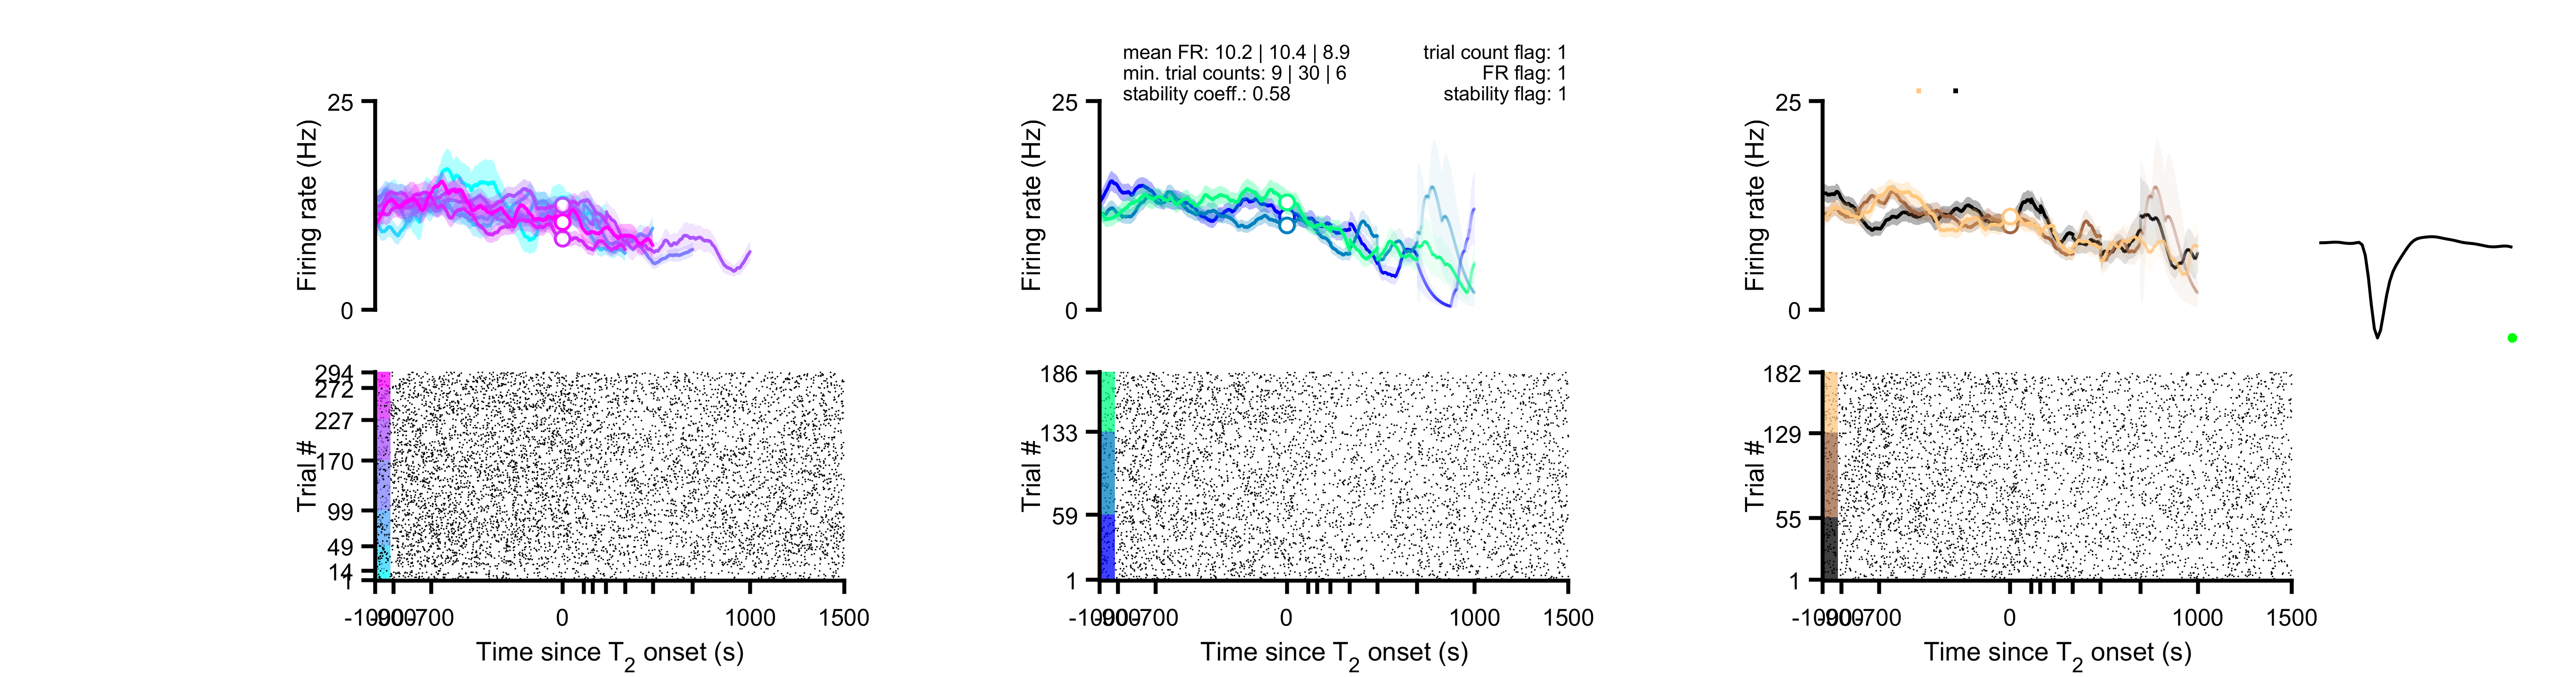 mean FR: 10.2 | 10.4 | 8.9
min. trial counts: 9 | 30 | 6
stability coeff.: 0.58
trial count flag: 1
FR flag: 1
stability flag: 1
25
Firing rate (Hz)
0
25
Firing rate (Hz)
0
25
Firing rate (Hz)
0
294
272
227
170
99
49
14
Trial #
0
1000
1500
Time since T2 onset (s)
186
133
59
1
Trial #
0
1000
1500
Time since T2 onset (s)
182
129
55
1
Trial #
0
1000
1500
Time since T2 onset (s)